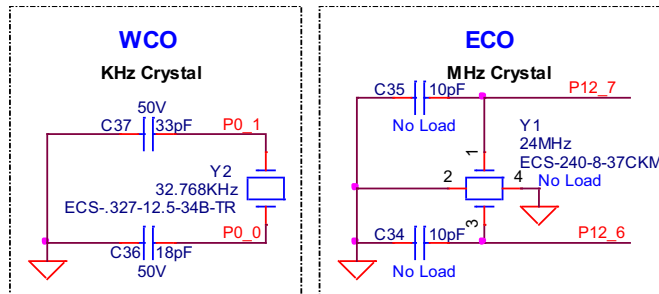 WCO
KHz Crystal
50V
C37 33pF P0_1
Y2
32.768KHz
ECS-.327-12.5-34B-TR
P0_0
C36 18pF
50V
ECO
MHz Crystal
C35 10pF P12_7
No Load
Y1
24MHz
ECS-240-8-37CKM
No Load
1
2 4
3
C34 10pF P12_6
No Load